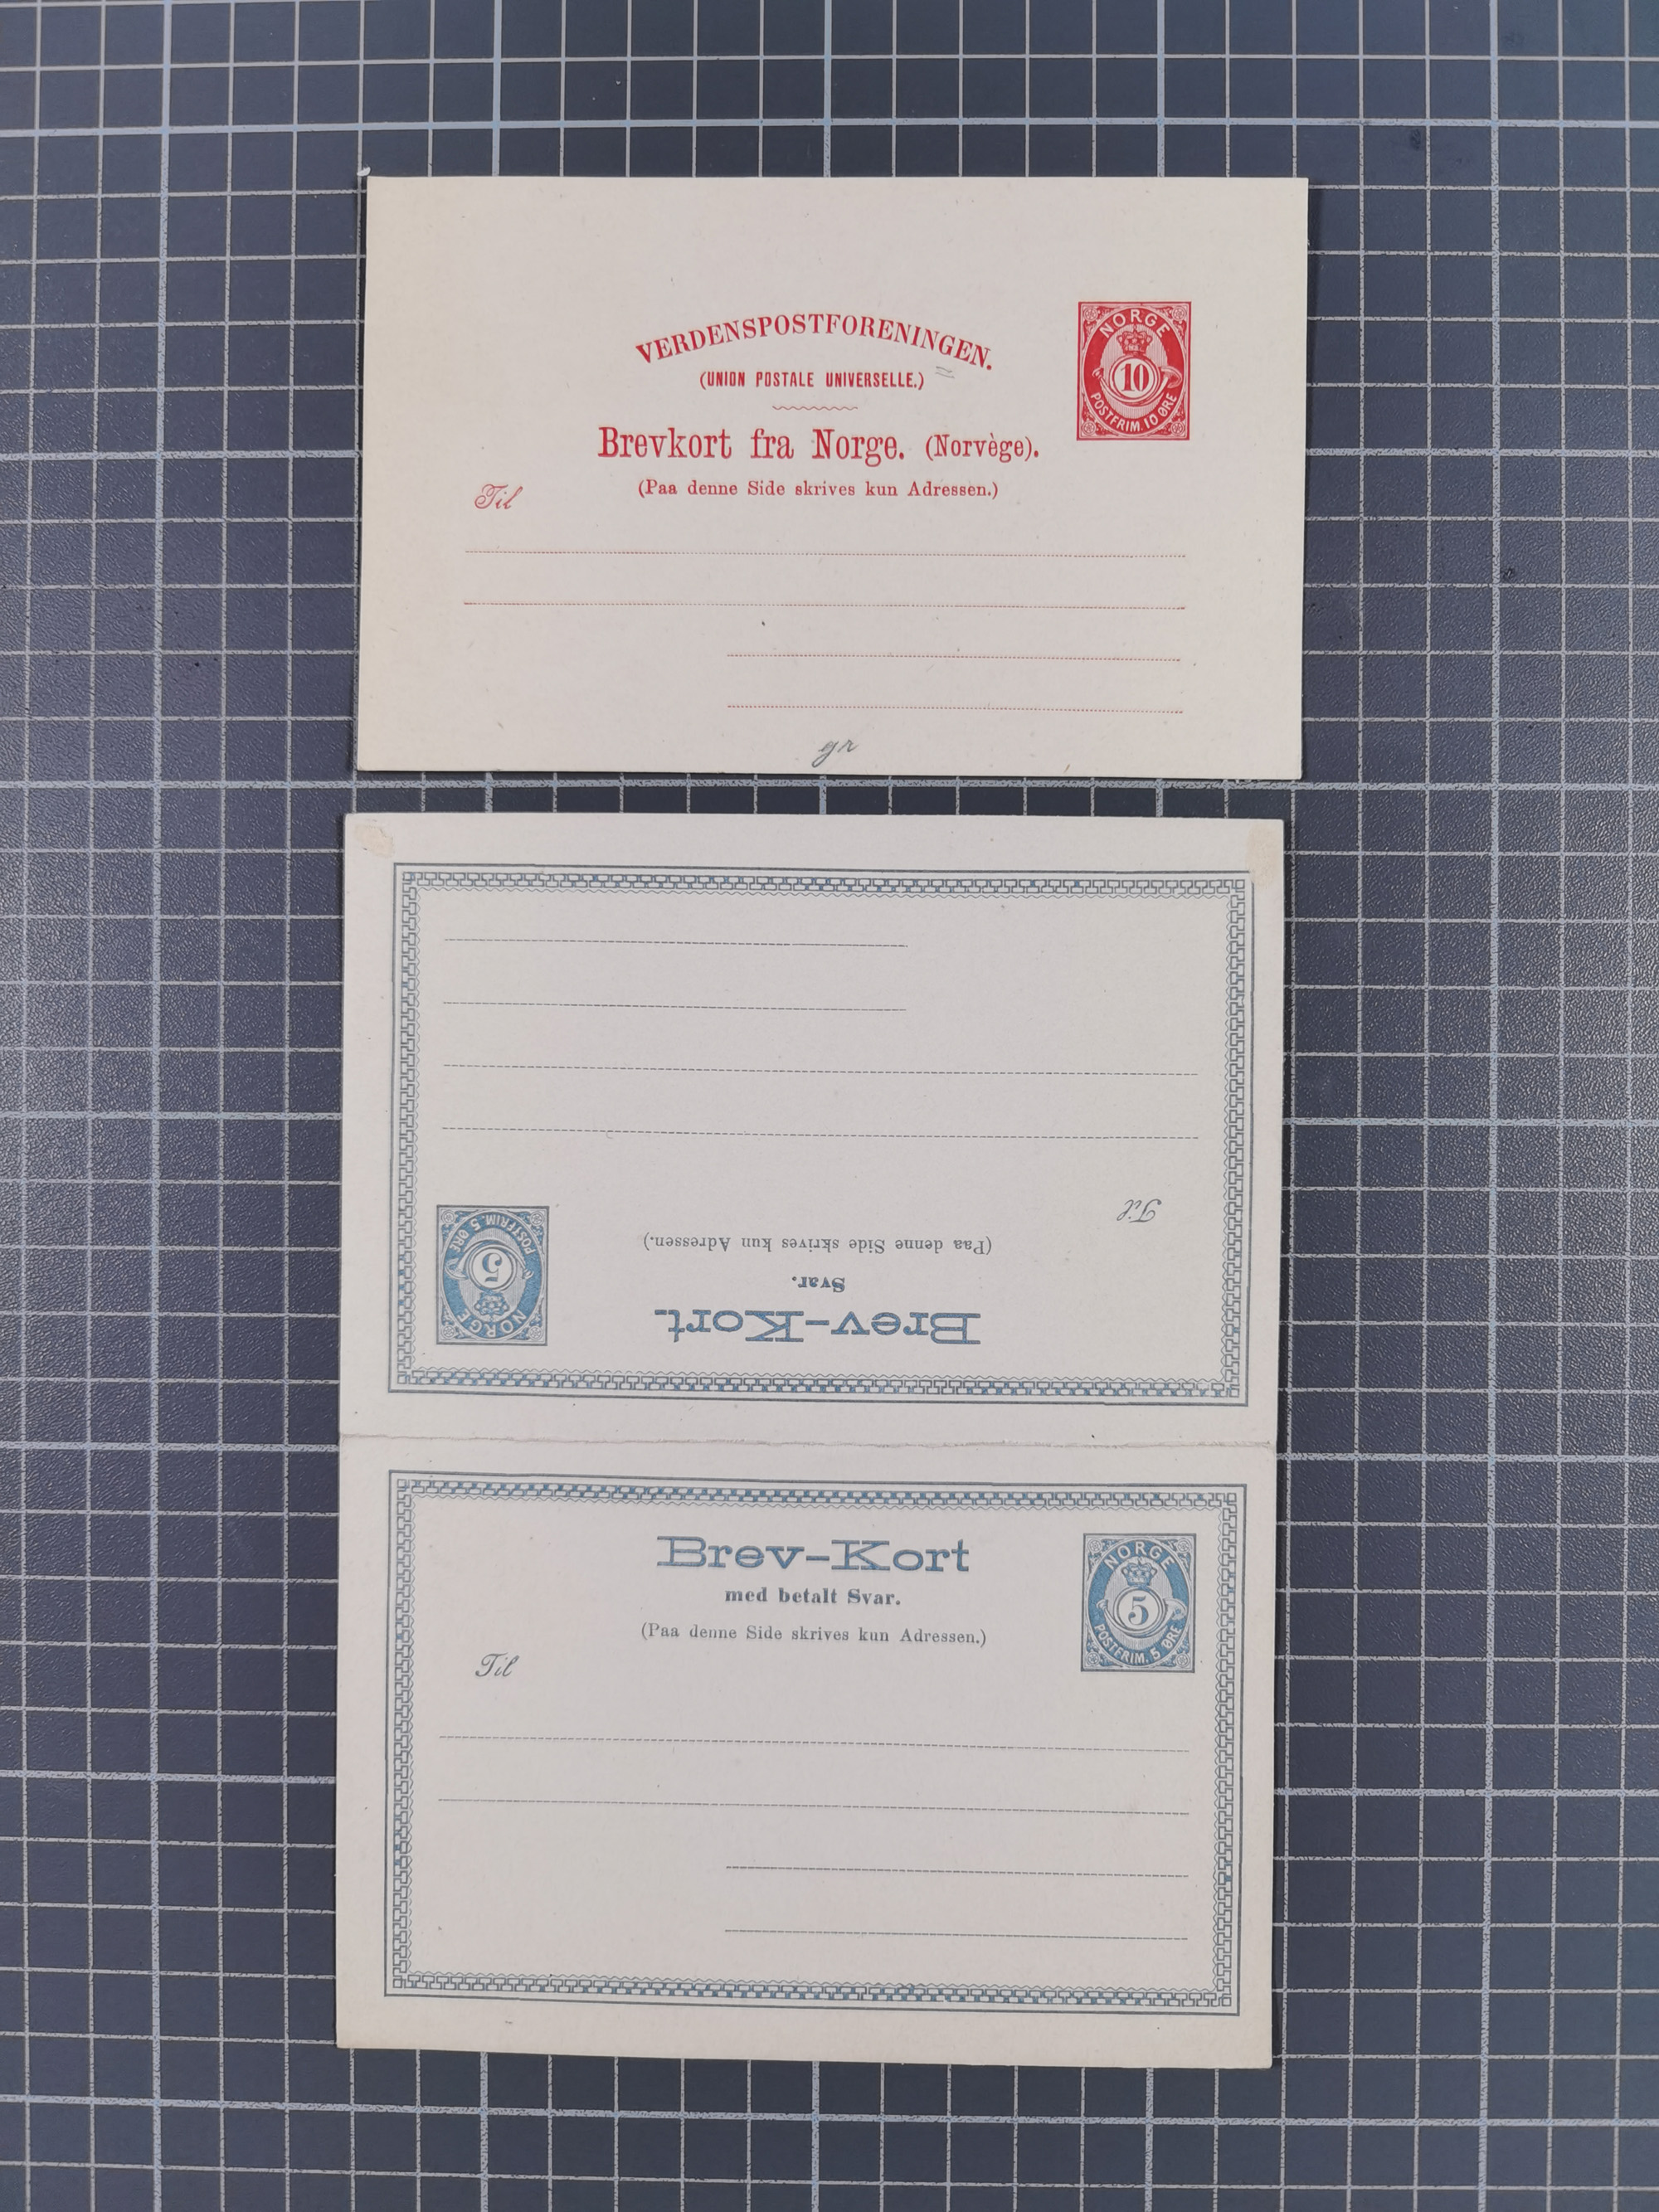 VERDENSPOSTFORENINGEN.
(UNION POSTALE UNIVERSELLE.)
Brevkort fra Norge. (Norvège).
(Paa denne Side skrives kun Adressen.)
Til
NORGE
10
POSTFRIM. 10 ØRE
gr
Brev-Kort.
Svar.
(Paa denne Side skrives kun Adressen.)
Til
NORGE
5
POSTFRIM. 5 ØRE
Brev-Kort
med betalt Svar.
(Paa denne Side skrives kun Adressen.)
Til
NORGE
5
POSTFRIM. 5 ØRE